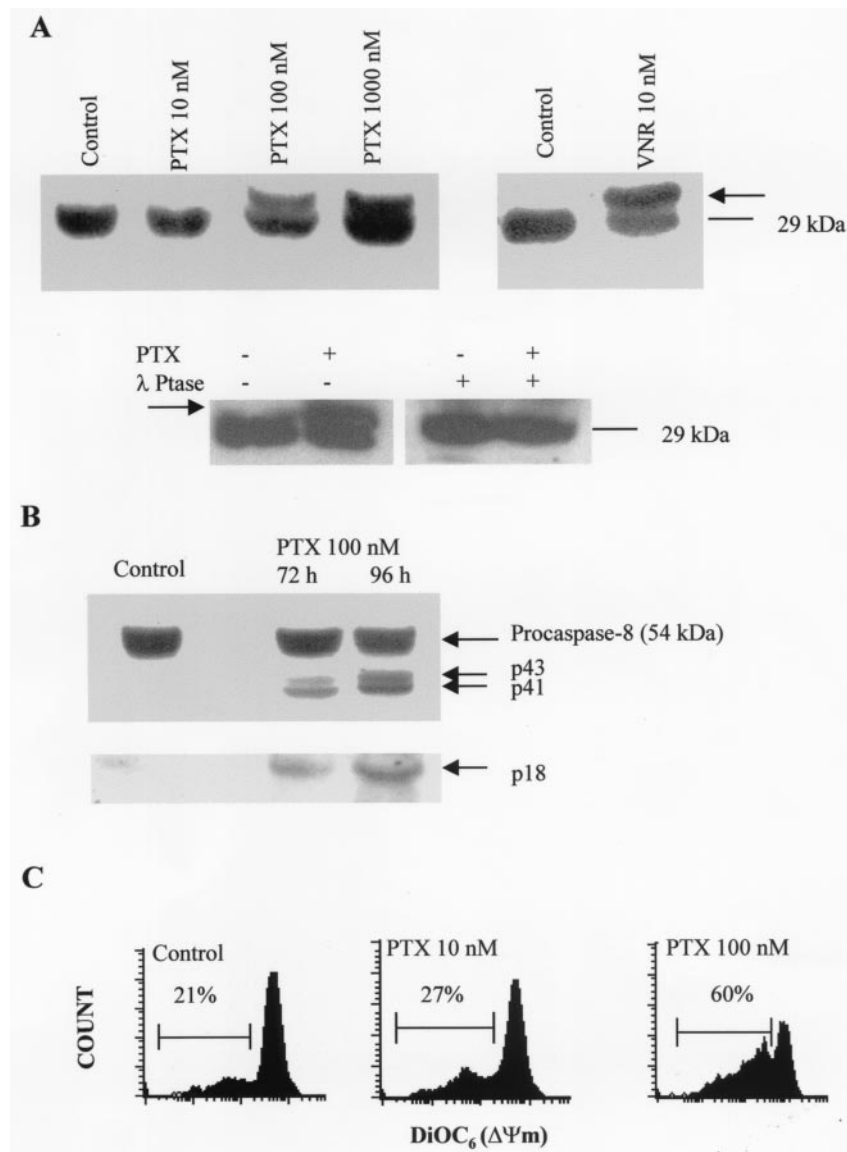 A
Control
PTX 10 nM
PTX 100 nM
PTX 1000 nM
Control
VNR 10 nM
29 kDa
PTX - + - +
λ Ptase - - + +
29 kDa
B
Control
PTX 100 nM
72 h 96 h
Procaspase-8 (54 kDa)
p43
p41
p18
C
Control
21%
PTX 10 nM
27%
PTX 100 nM
60%
COUNT
DiOC₆ (ΔΨm)